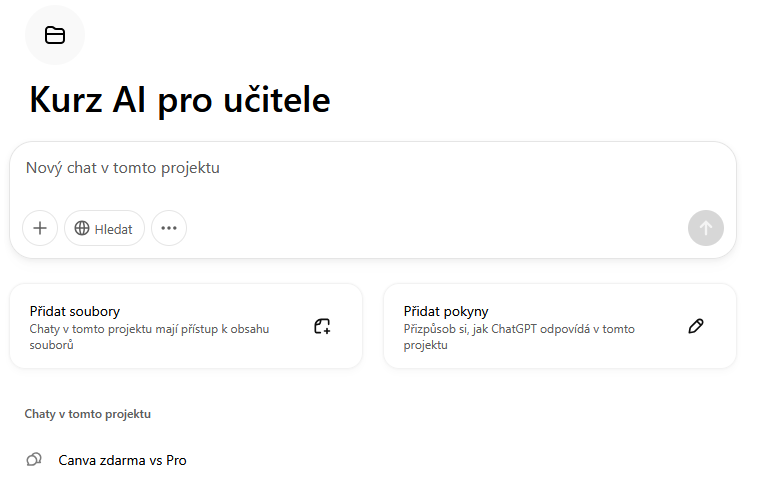 Kurz AI pro učitele
Nový chat v tomto projektu
Hledat
Přidat soubory
Chaty v tomto projektu mají přístup k obsahu
souborů
Přidat pokyny
Přizpůsob si, jak ChatGPT odpovídá v tomto
projektu
Chaty v tomto projektu
Canva zdarma vs Pro